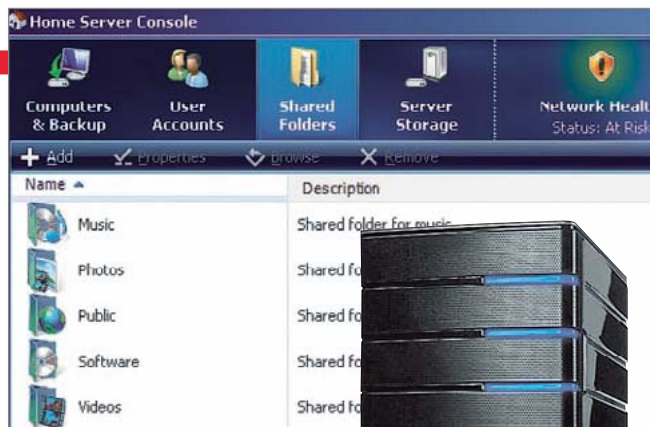 Home Server Console
Computers & Backup
User Accounts
Shared Folders
Server Storage
Network Healt
Status: At Risk
Add Properties Browse Remove
Name Description
Music Shared folder for music
Photos Shared fo
Public Shared fo
Software Shared fo
Videos Shared fo